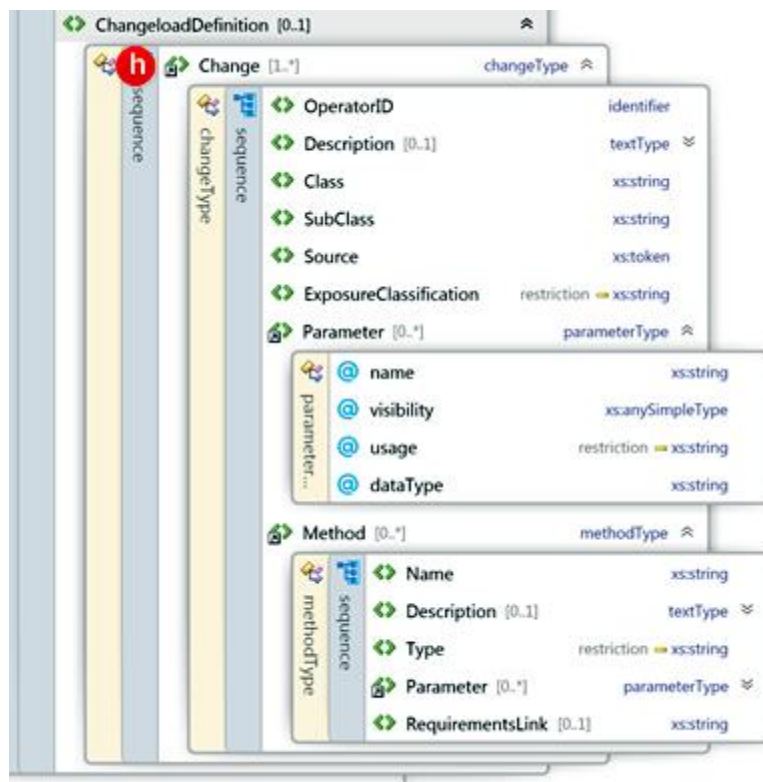 ChangeloadDefinition [0..1]
h
Change [1..*] changeType
sequence
OperatorID identifier
changeType
sequence
Description [0..1] textType
Class xs:string
SubClass xs:string
Source xs:token
ExposureClassification restriction xs:string
Parameter [0..*] parameterType
name xs:string
parameter...
visibility xs:anySimpleType
usage restriction xs:string
dataType xs:string
Method [0..*] methodType
Name xs:string
methodType
sequence
Description [0..1] textType
Type restriction xs:string
Parameter [0..*] parameterType
RequirementsLink [0..1] xs:string